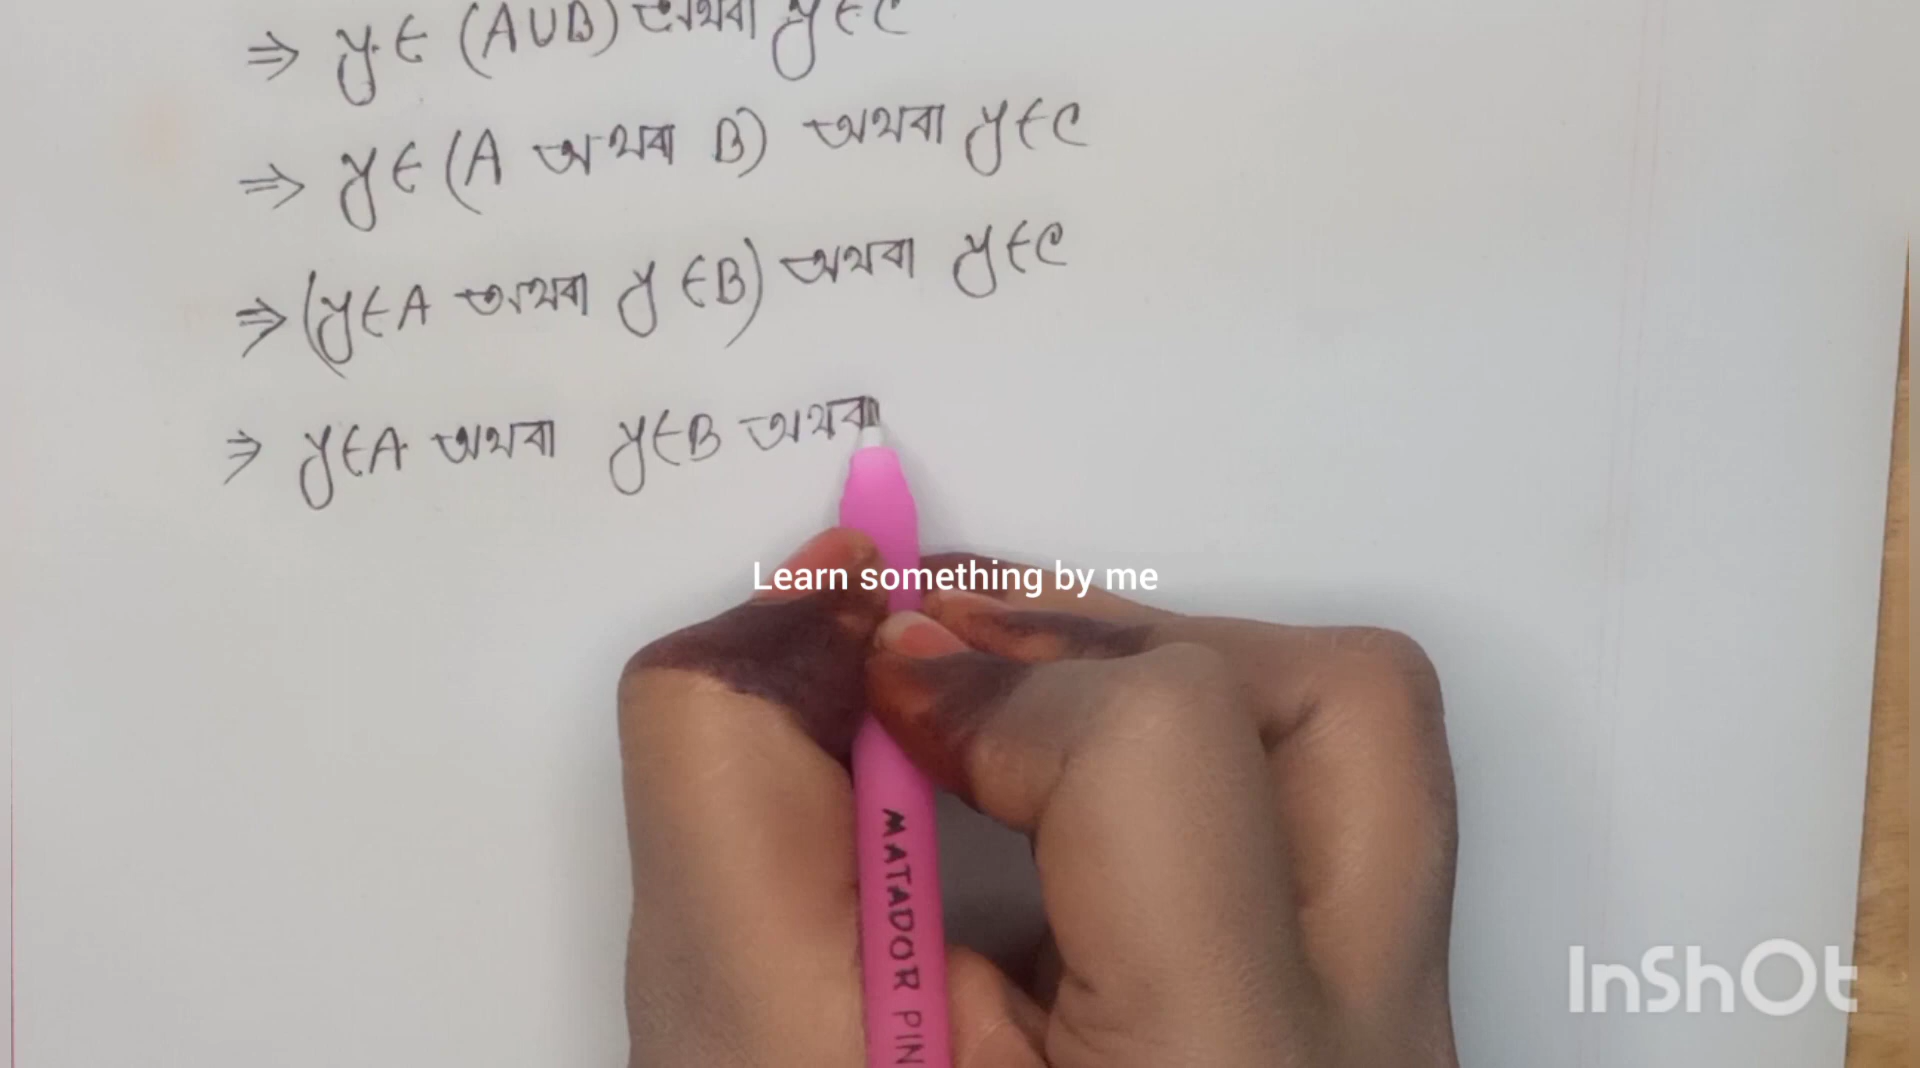 ⇒ y ∈ (A∪B) অথবা y ∈ C
⇒ y ∈ (A অথবা B) অথবা y ∈ C
⇒ (y ∈ A অথবা y ∈ B) অথবা y ∈ C
⇒ y ∈ A অথবা y ∈ B অথবা
Learn something by me
MATADOR PIN
InShOt